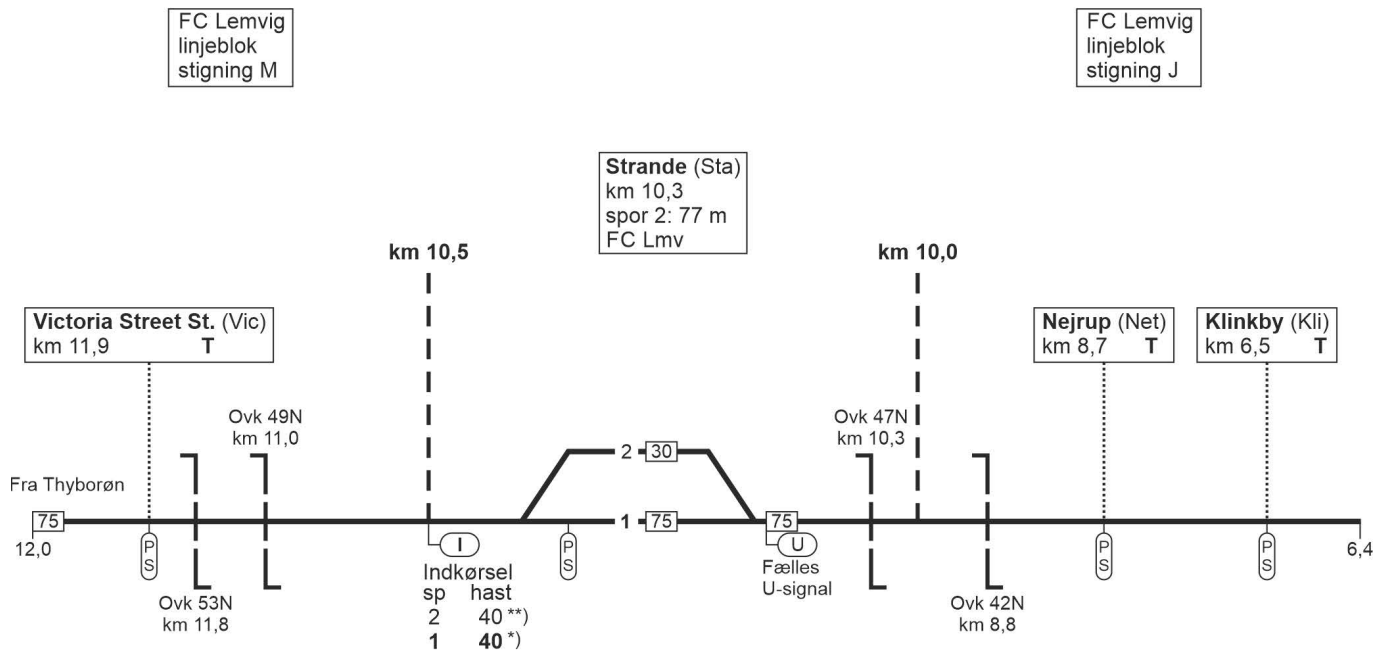 FC Lemvig
linjeblok
stigning M
FC Lemvig
linjeblok
stigning J
Strande (Sta)
km 10,3
spor 2: 77 m
FC Lmv
km 10,5
km 10,0
Victoria Street St. (Vic)
km 11,9 T
Nejrup (Net)
km 8,7 T
Klinkby (Kli)
km 6,5 T
Ovk 49N
km 11,0
Ovk 47N
km 10,3
2 30
Fra Thyborøn
75
1 75
75
12,0
P
S
I
P
S
U
P
S
P
S
6,4
Indkørsel
sp hast
2 40 **)
1 40 *)
Fælles
U-signal
Ovk 53N
km 11,8
Ovk 42N
km 8,8